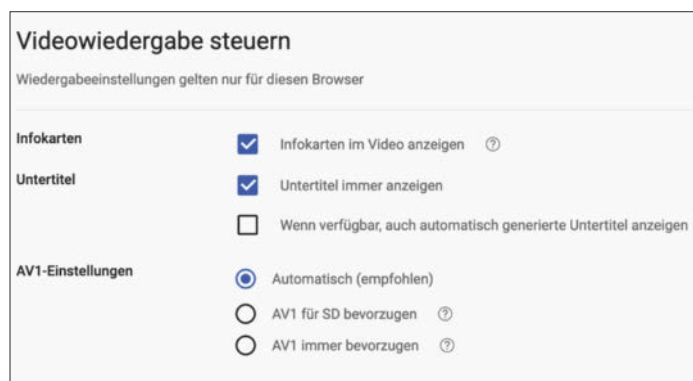 Videowiedergabe steuern
Wiedergabeeinstellungen gelten nur für diesen Browser
Infokarten
Infokarten im Video anzeigen ?
Untertitel
Untertitel immer anzeigen
Wenn verfügbar, auch automatisch generierte Untertitel anzeigen
AV1-Einstellungen
Automatisch (empfohlen)
AV1 für SD bevorzugen ?
AV1 immer bevorzugen ?